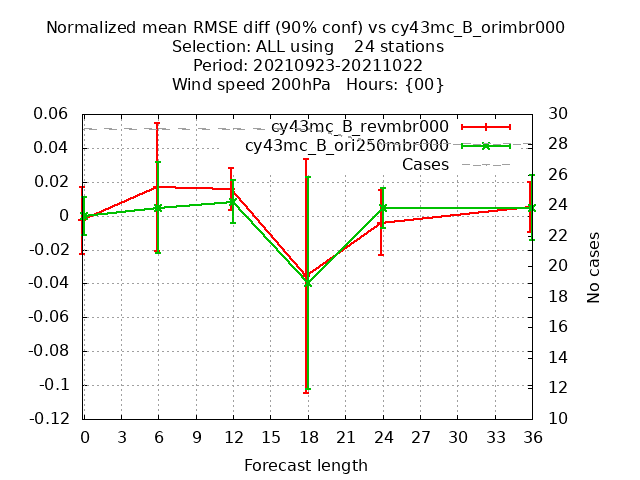 Normalized mean RMSE diff (90% conf) vs cy43mc_B_orimbr000
Selection: ALL using    24 stations
Period: 20210923-20211022
Wind speed 200hPa   Hours: {00}
cy43mc_B_revmbr000
cy43mc_B_ori250mbr000
Cases
0.06
0.04
0.02
0
-0.02
-0.04
-0.06
-0.08
-0.1
-0.12
30
28
26
24
22
20
18
16
14
12
10
No cases
0 3 6 9 12 15 18 21 24 27 30 33 36
Forecast length